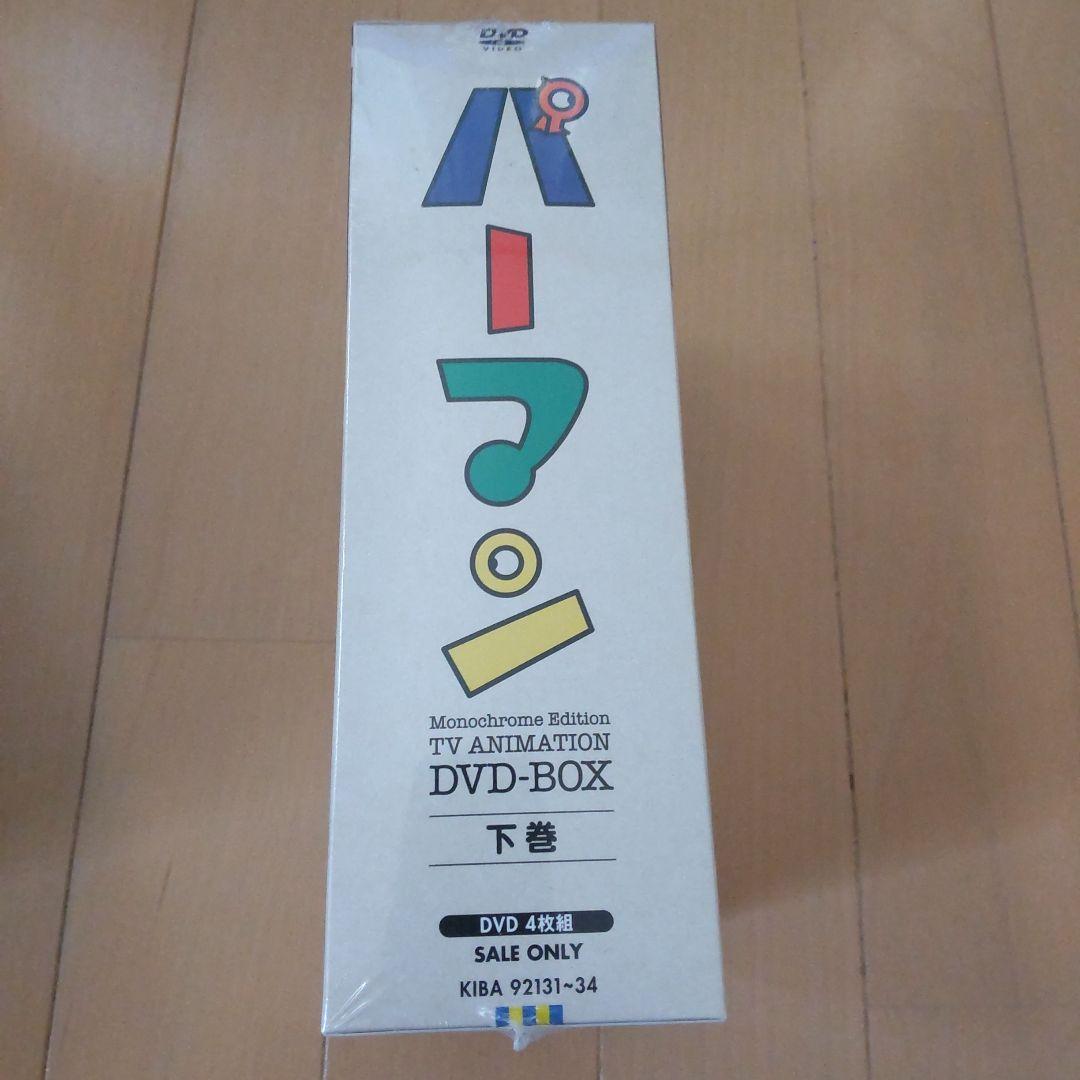 DVD
VIDEO
パーマン
Monochrome Edition
TV ANIMATION
DVD-BOX
下巻
DVD 4枚組
SALE ONLY
KIBA 92131~34